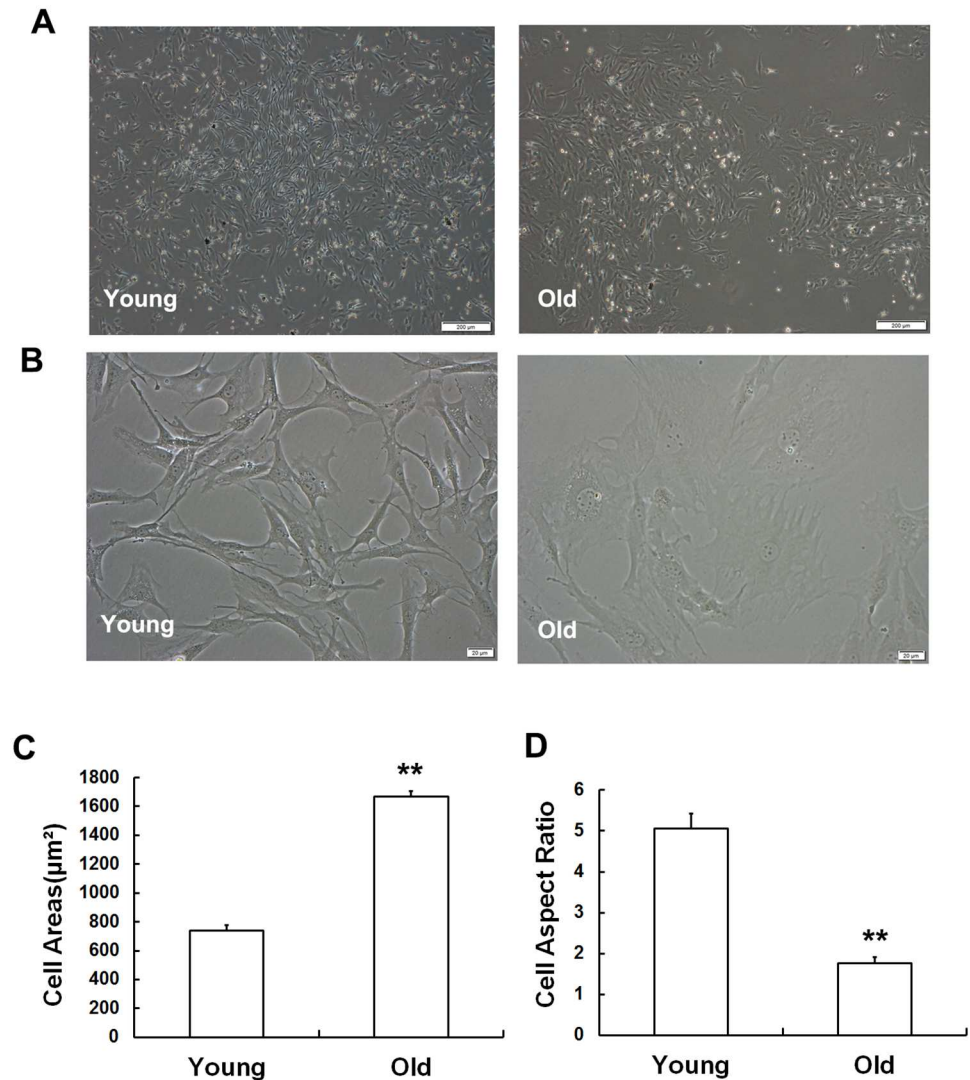 A
Young
200 µm
Old
200 µm
B
Young
20 µm
Old
20 µm
C
Cell Areas(µm²)
1800
1600
1400
1200
1000
800
600
400
200
0
**
Young
Old
D
Cell Aspect Ratio
6
5
4
3
2
1
0
**
Young
Old